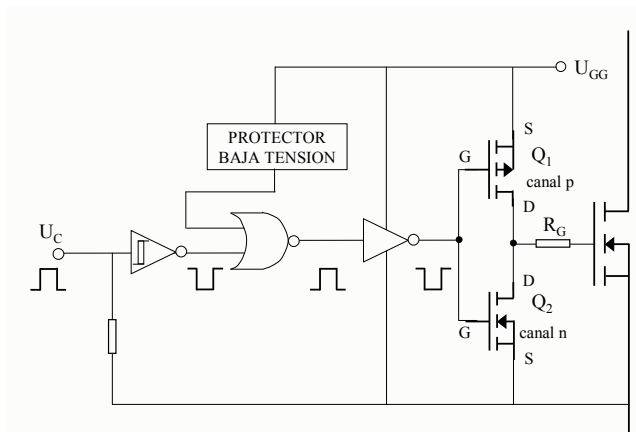 U_GG
PROTECTOR
BAJA TENSION
S
G
Q_1
canal p
D
U_C
R_G
D
Q_2
G
canal n
S